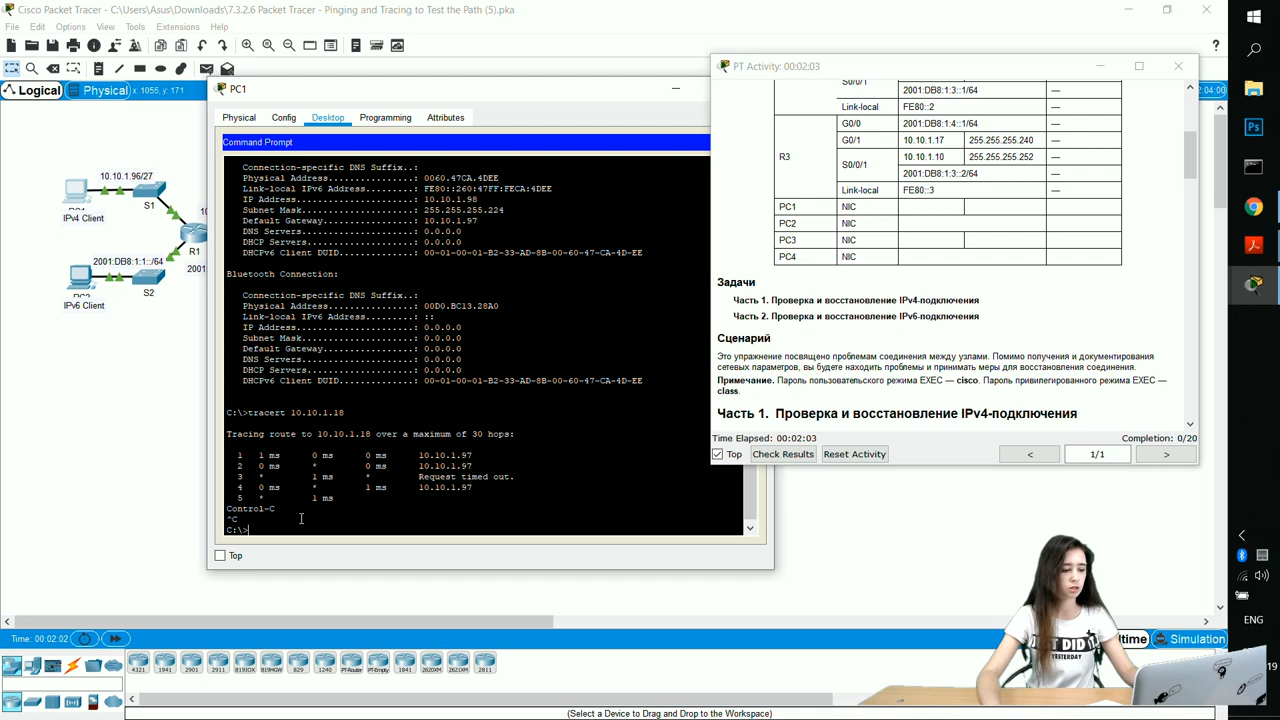 Cisco Packet Tracer - C:\Users\Asus\Downloads\7.3.2.6 Packet Tracer - Pinging and Tracing to Test the Path (5).pka
File Edit Options View Tools Extensions Help
Logical Physical x: 1055, y: 171
02:04:00
10.10.1.96/27
S1
IPv4 Client
R1
2001:DB8:1:1::/64
S2
IPv6 Client
PC1
Physical Config Desktop Programming Attributes
Command Prompt
Connection-specific DNS Suffix..:
Physical Address................: 0060.47CA.4DEE
Link-local IPv6 Address.........: FE80::260:47FF:FECA:4DEE
IP Address......................: 10.10.1.98
Subnet Mask.....................: 255.255.255.224
Default Gateway.................: 10.10.1.97
DNS Servers.....................: 0.0.0.0
DHCP Servers....................: 0.0.0.0
DHCPv6 Client DUID..............: 00-01-00-01-B2-33-AD-8B-00-60-47-CA-4D-EE
Bluetooth Connection:
Connection-specific DNS Suffix..:
Physical Address................: 00D0.BC13.28A0
Link-local IPv6 Address.........: ::
IP Address......................: 0.0.0.0
Subnet Mask.....................: 0.0.0.0
Default Gateway.................: 0.0.0.0
DNS Servers.....................: 0.0.0.0
DHCP Servers....................: 0.0.0.0
DHCPv6 Client DUID..............: 00-01-00-01-B2-33-AD-8B-00-60-47-CA-4D-EE
C:\>tracert 10.10.1.18
Tracing route to 10.10.1.18 over a maximum of 30 hops:
1 1 ms 0 ms 0 ms 10.10.1.97
2 0 ms * 0 ms 10.10.1.97
3 * 1 ms * Request timed out.
4 0 ms * 1 ms 10.10.1.97
5 * 1 ms
Control-C
^C
C:\>
Top
PT Activity: 00:02:03
S0/0/1
2001:DB8:1:3::1/64 —
Link-local FE80::2 —
R3 G0/0 2001:DB8:1:4::1/64 —
G0/1 10.10.1.17 255.255.255.240 —
S0/0/1 10.10.1.10 255.255.255.252 —
2001:DB8:1:3::2/64 —
Link-local FE80::3 —
PC1 NIC
PC2 NIC
PC3 NIC
PC4 NIC
Задачи
Часть 1. Проверка и восстановление IPv4-подключения
Часть 2. Проверка и восстановление IPv6-подключения
Сценарий
Это упражнение посвящено проблемам соединения между узлами. Помимо получения и документирования
сетевых параметров, вы будете находить проблемы и принимать меры для восстановления соединения.
Примечание. Пароль пользовательского режима EXEC — cisco. Пароль привилегированного режима EXEC —
class.
Часть 1. Проверка и восстановление IPv4-подключения
Time Elapsed: 00:02:03 Completion: 0/20
Top Check Results Reset Activity < 1/1 >
ENG
Time: 00:02:02
Simulation
4321 1941 2901 2911 819IOX 819HGW 829 1240 PT-Router PT-Empty 1841 2620XM 2621XM 2811
(Select a Device to Drag and Drop to the Workspace)
JUST DID IT
YESTERDAY